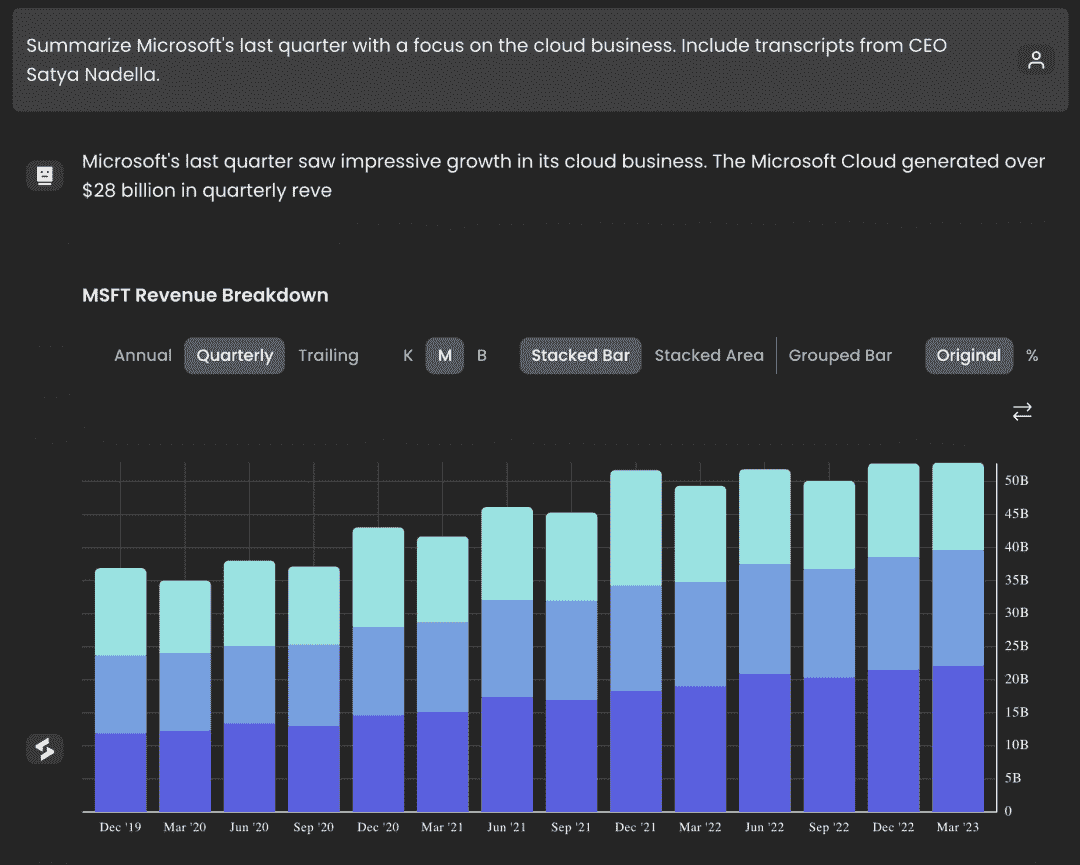 Summarize Microsoft's last quarter with a focus on the cloud business. Include transcripts from CEO
Satya Nadella.
Microsoft's last quarter saw impressive growth in its cloud business. The Microsoft Cloud generated over
$28 billion in quarterly reve
MSFT Revenue Breakdown
Annual Quarterly Trailing K M B Stacked Bar Stacked Area Grouped Bar Original %
50B
45B
40B
35B
30B
25B
20B
15B
10B
5B
0
Dec '19 Mar '20 Jun '20 Sep '20 Dec '20 Mar '21 Jun '21 Sep '21 Dec '21 Mar '22 Jun '22 Sep '22 Dec '22 Mar '23